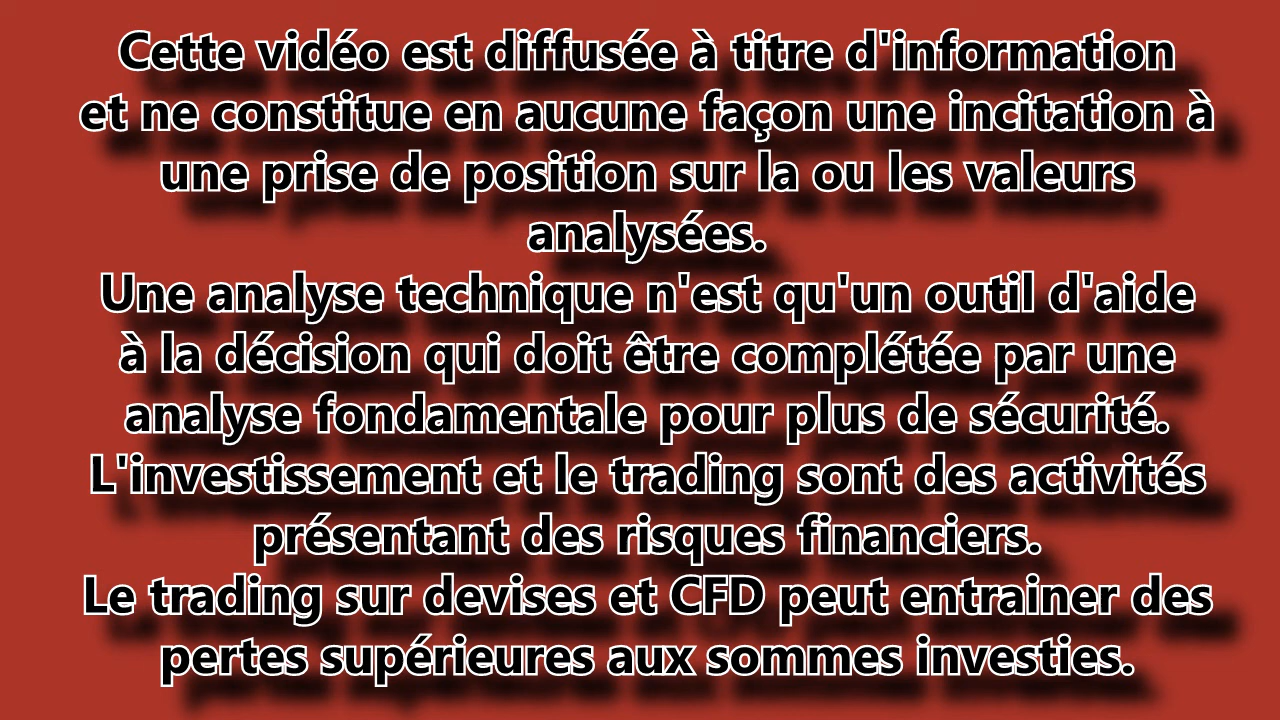 Cette vidéo est diffusée à titre d'information
et ne constitue en aucune façon une incitation à
une prise de position sur la ou les valeurs
analysées.
Une analyse technique n'est qu'un outil d'aide
à la décision qui doit être complétée par une
analyse fondamentale pour plus de sécurité.
L'investissement et le trading sont des activités
présentant des risques financiers.
Le trading sur devises et CFD peut entrainer des
pertes supérieures aux sommes investies.